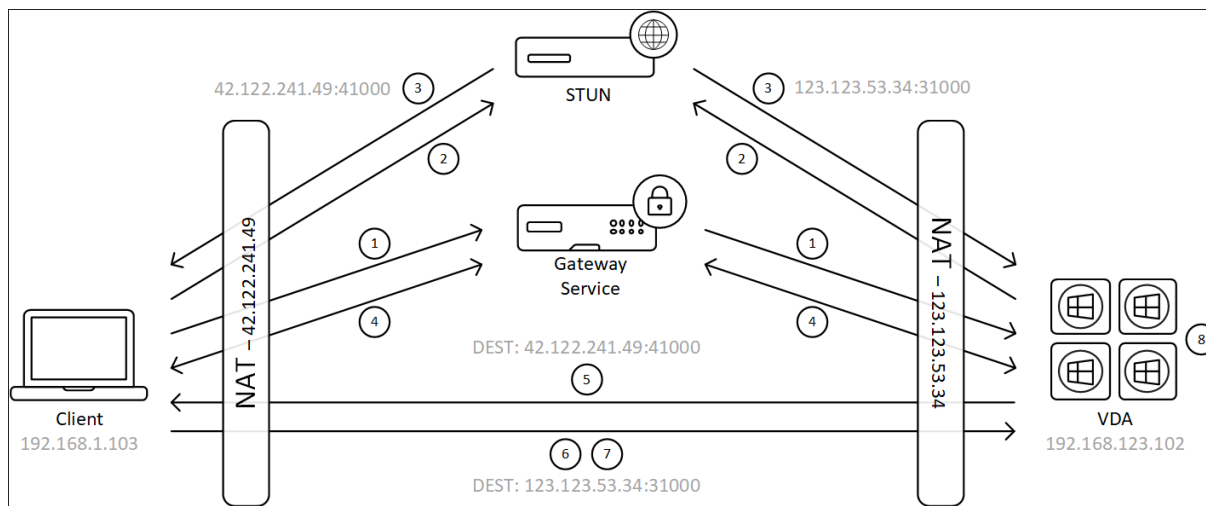 42.122.241.49:41000
3
STUN
3
123.123.53.34:31000
2
2
NAT – 42.122.241.49
NAT – 123.123.53.34
1
Gateway
Service
1
4
4
DEST: 42.122.241.49:41000
5
8
Client
192.168.1.103
VDA
192.168.123.102
6
7
DEST: 123.123.53.34:31000